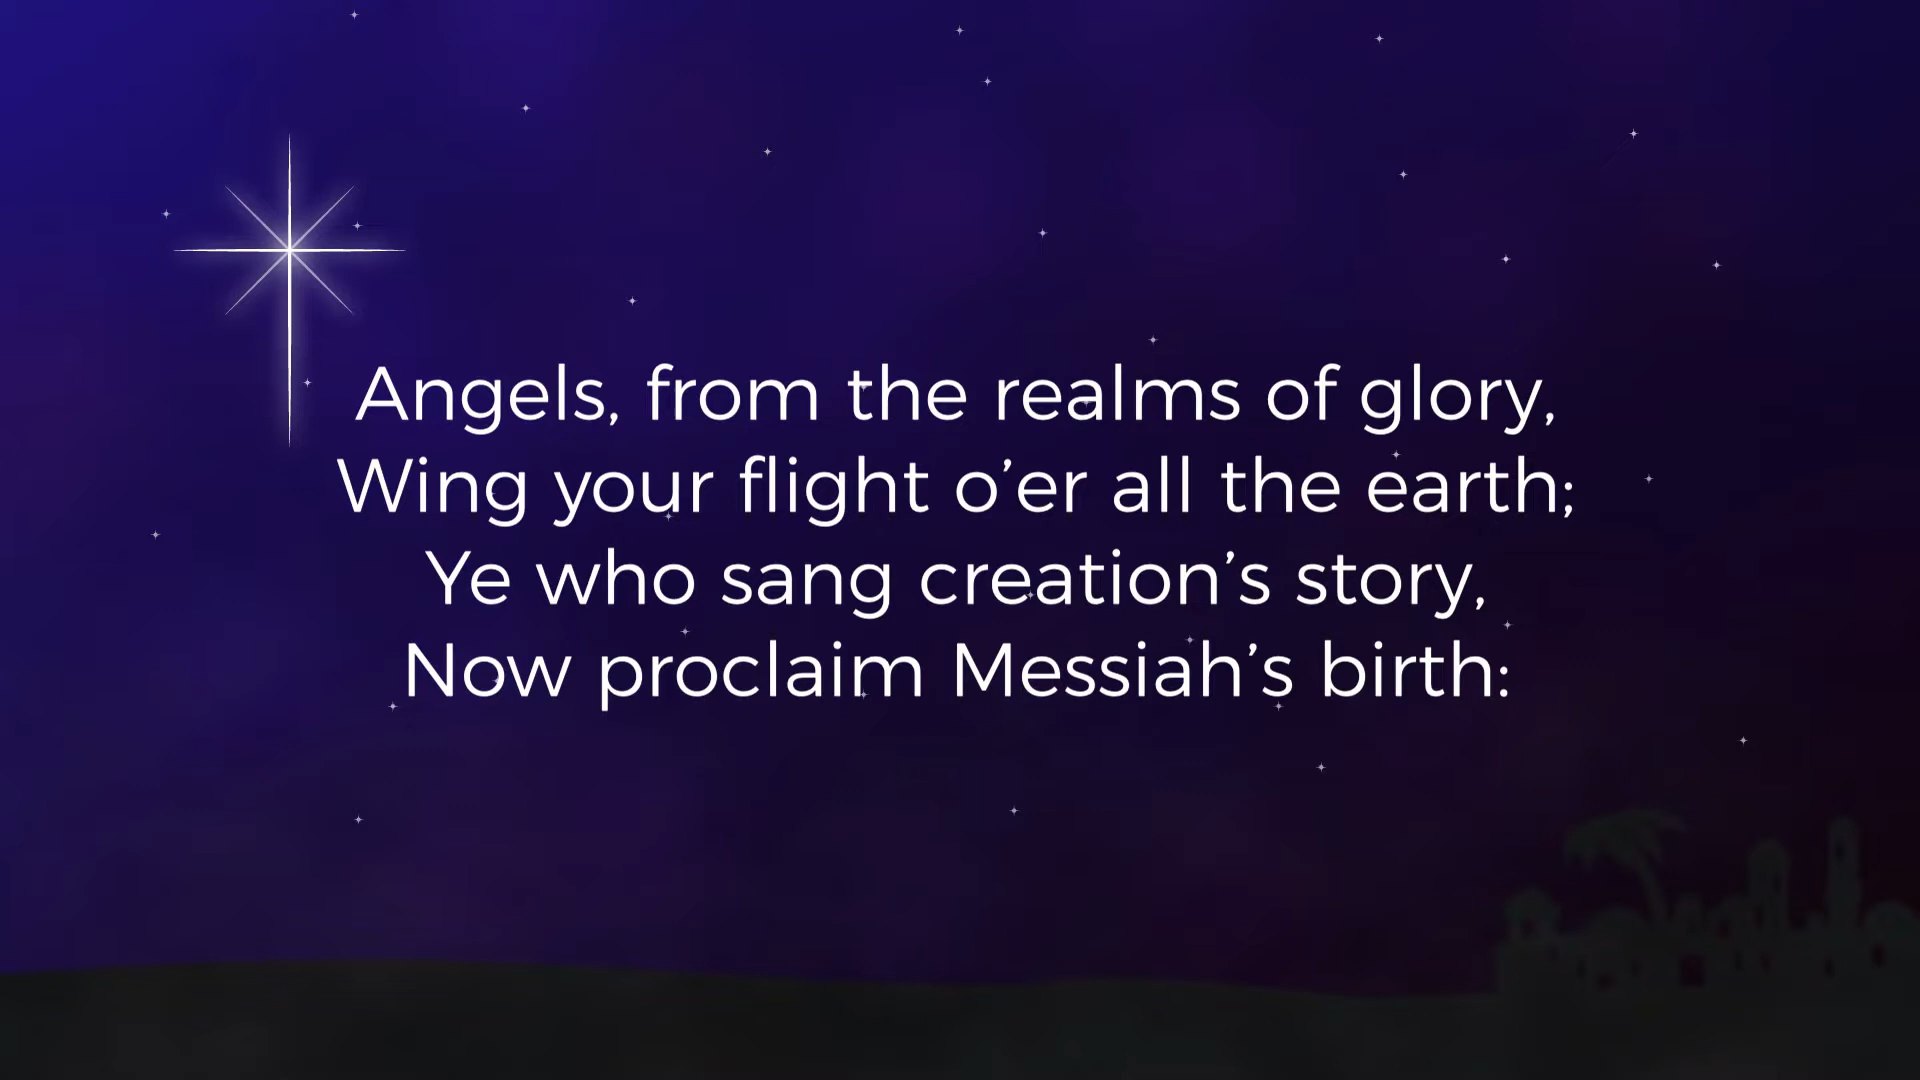 Angels, from the realms of glory,
Wing your flight o’er all the earth;
Ye who sang creation’s story,
Now proclaim Messiah’s birth: